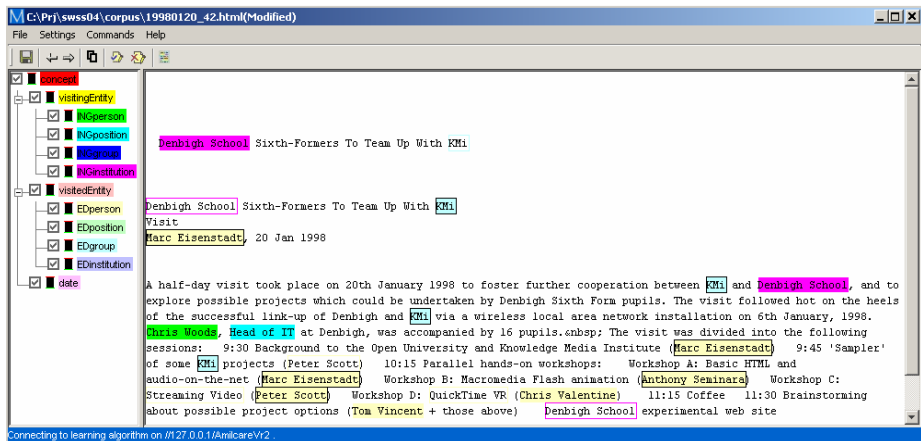 C:\Prj\swss04\corpus\19980120_42.html(Modified)
File Settings Commands Help
concept
visitingEntity
INGperson
INGposition
INGgroup
INGinstitution
visitedEntity
EDperson
EDposition
EDgroup
EDinstitution
date
Denbigh School Sixth-Formers To Team Up With KMi
Denbigh School Sixth-Formers To Team Up With KMi
Visit
Marc Eisenstadt, 20 Jan 1998
A half-day visit took place on 20th January 1998 to foster further cooperation between KMi and Denbigh School, and to
explore possible projects which could be undertaken by Denbigh Sixth Form pupils. The visit followed hot on the heels
of the successful link-up of Denbigh and KMi via a wireless local area network installation on 6th January, 1998.
Chris Woods, Head of IT at Denbigh, was accompanied by 16 pupils.&nbsp; The visit was divided into the following
sessions: 9:30 Background to the Open University and Knowledge Media Institute (Marc Eisenstadt) 9:45 'Sampler'
of some KMi projects (Peter Scott) 10:15 Parallel hands-on workshops: Workshop A: Basic HTML and
audio-on-the-net (Marc Eisenstadt) Workshop B: Macromedia Flash animation (Anthony Seminara) Workshop C:
Streaming Video (Peter Scott) Workshop D: QuickTime VR (Chris Valentine) 11:15 Coffee 11:30 Brainstorming
about possible project options (Tom Vincent + those above) Denbigh School experimental web site
Connecting to learning algorithm on //127.0.0.1/AmilcareVr2 .